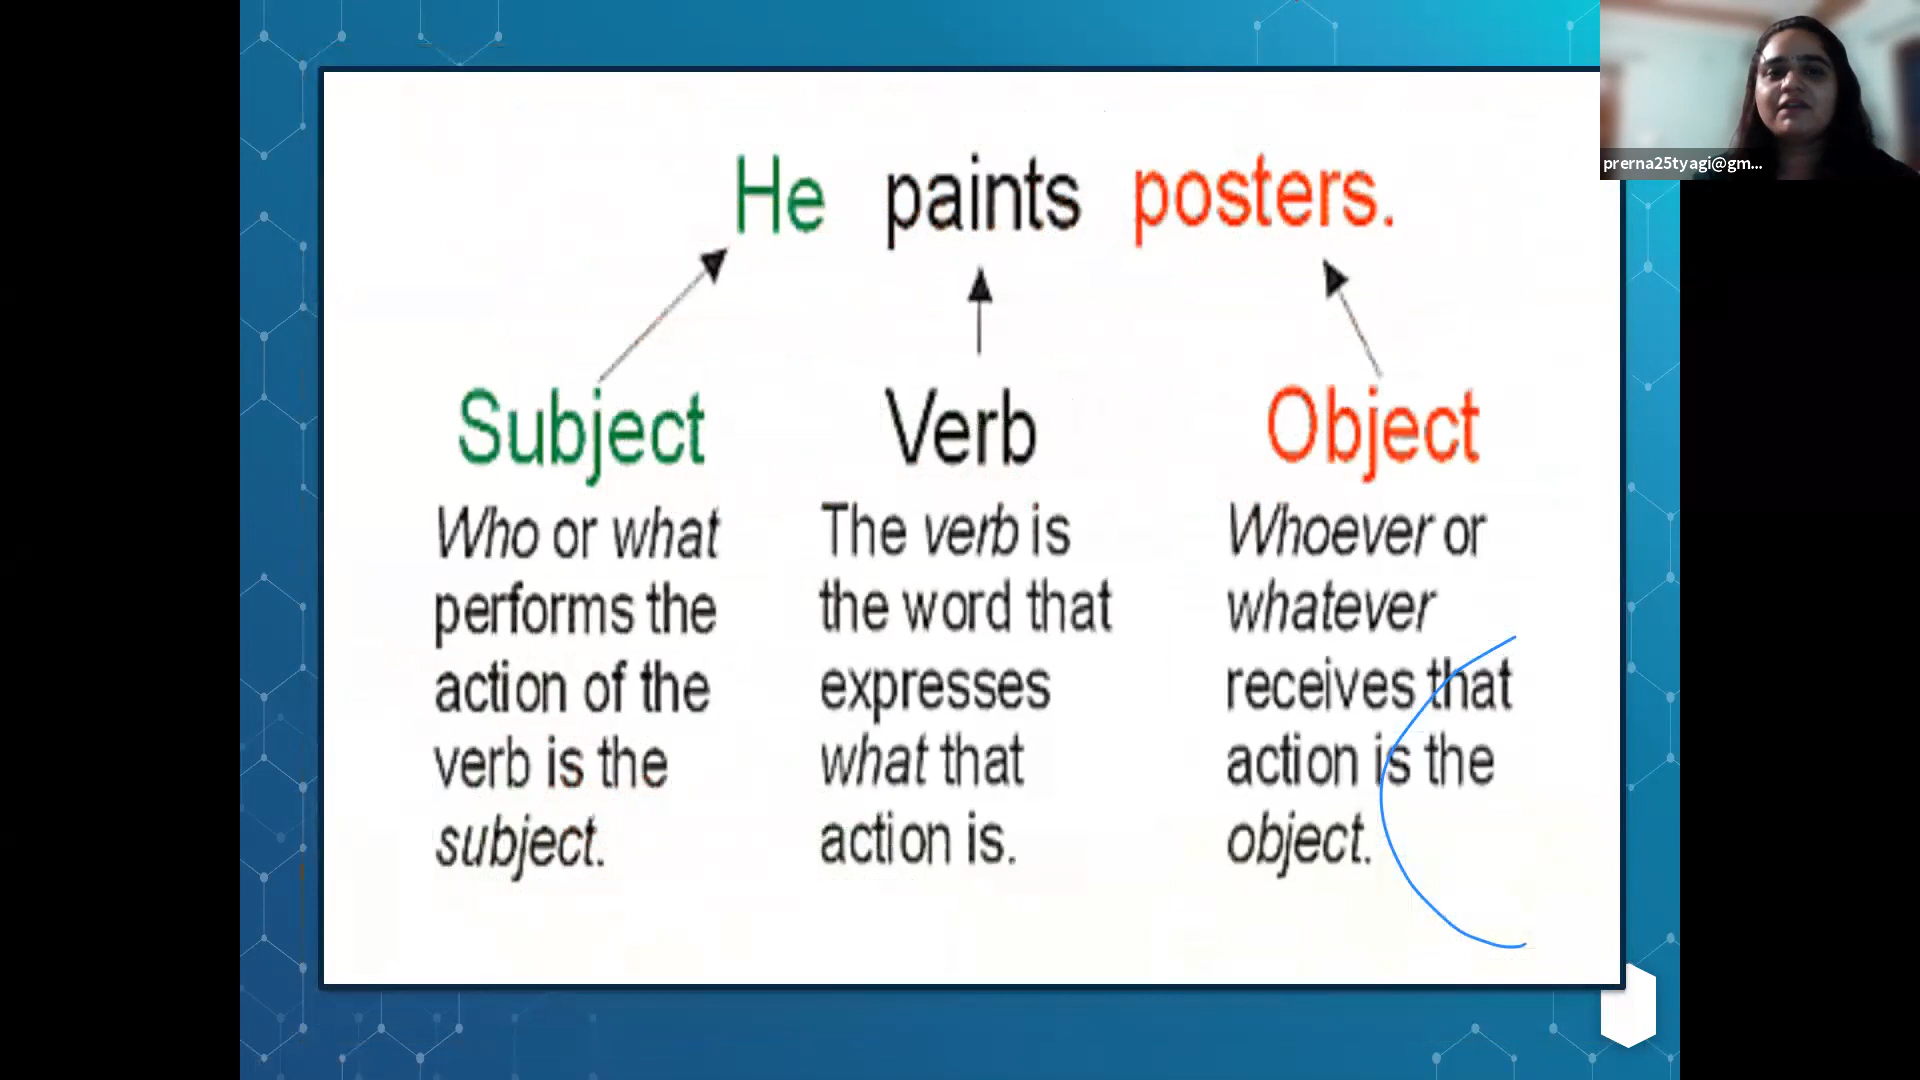 prerna25tyagi@gm...
He paints posters.
Subject
Who or what
performs the
action of the
verb is the
subject.
Verb
The verb is
the word that
expresses
what that
action is.
Object
Whoever or
whatever
receives that
action is the
object.